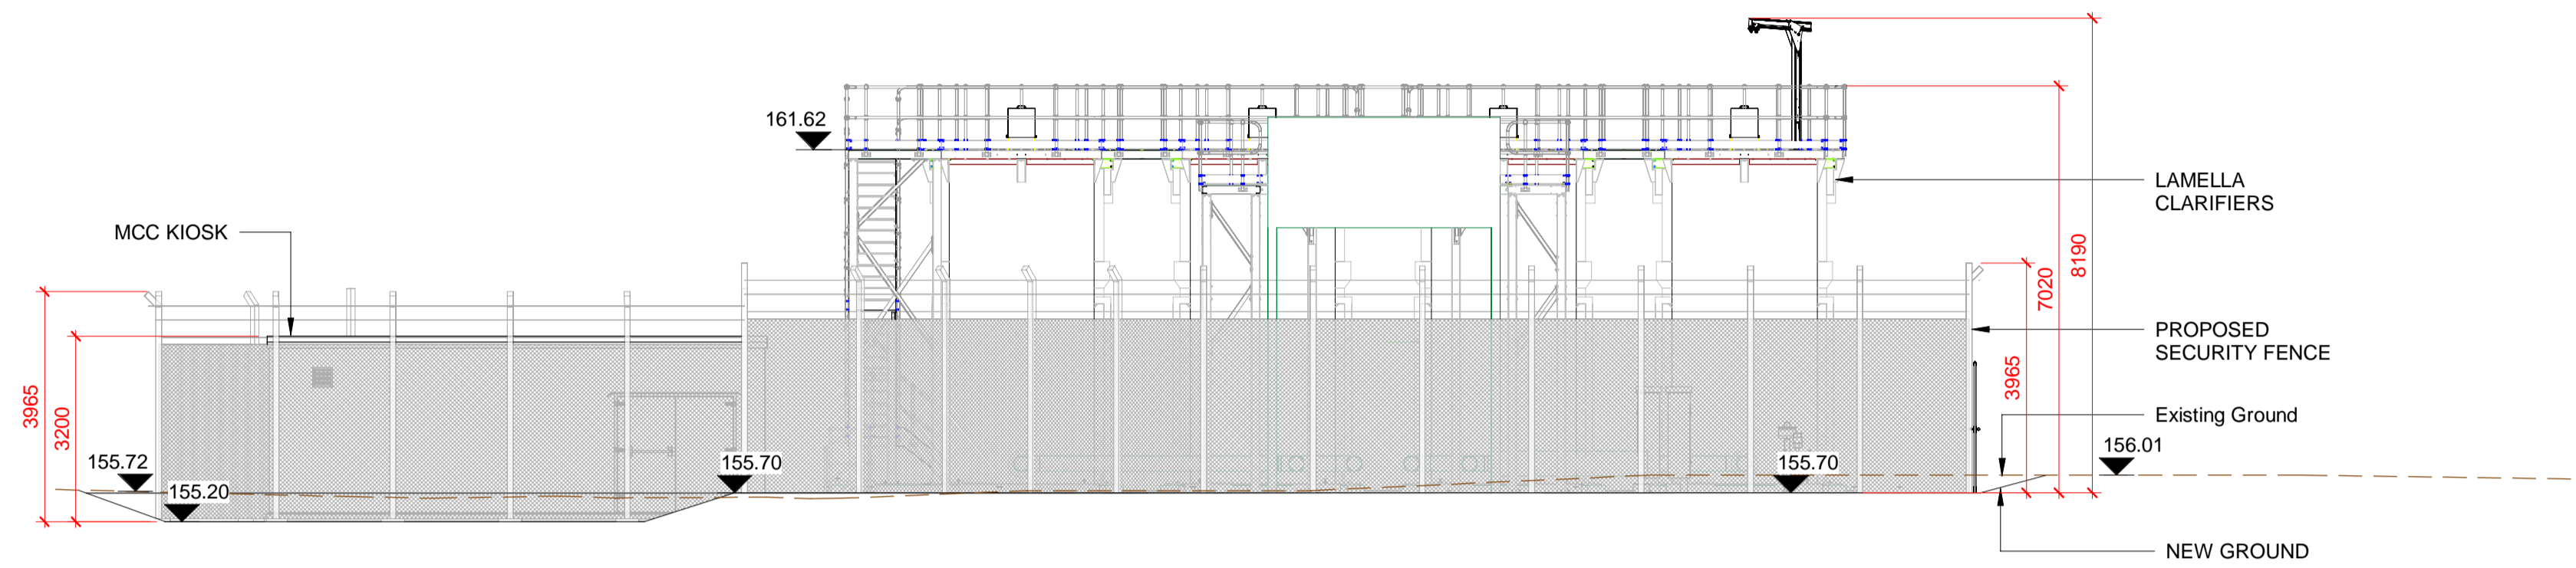 161.62
LAMELLA
CLARIFIERS
MCC KIOSK
8190
7020
PROPOSED
SECURITY FENCE
3965
3965
3200
Existing Ground
156.01
155.72
155.70
155.70
155.20
NEW GROUND